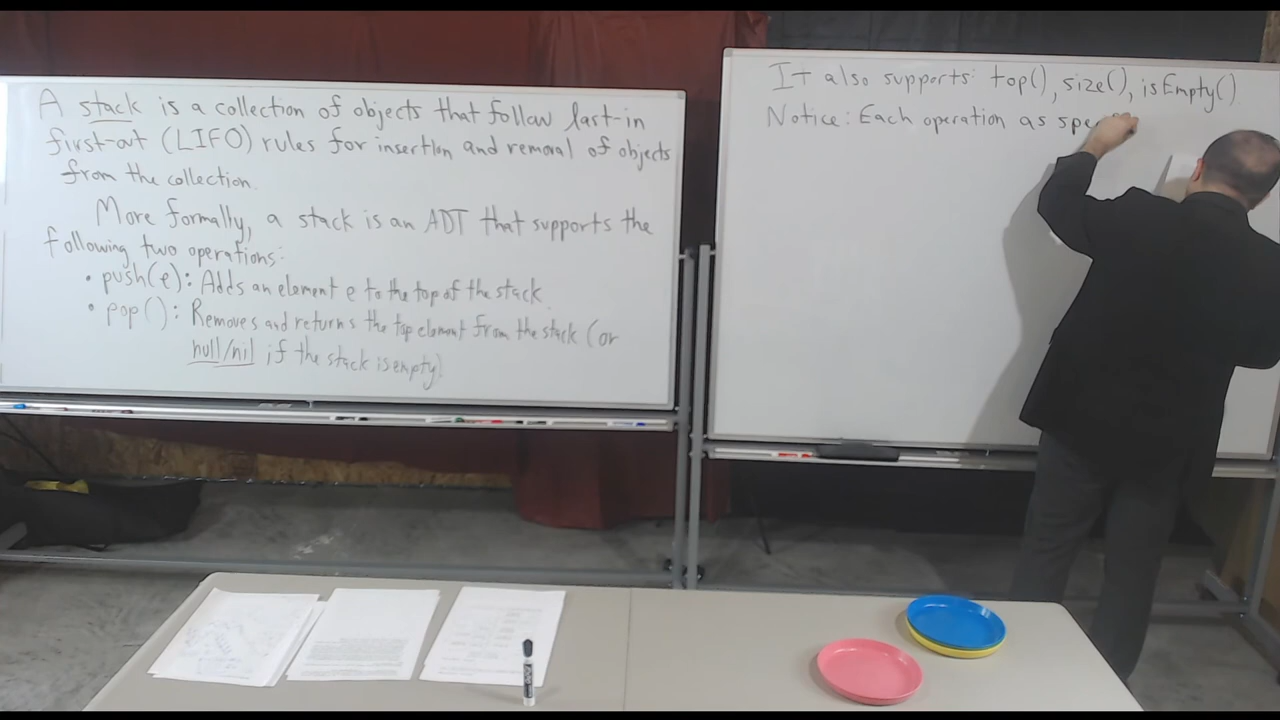 A stack is a collection of objects that follow last-in
first-out (LIFO) rules for insertion and removal of objects
from the collection.
More formally, a stack is an ADT that supports the
following two operations:
• push(e): Adds an element e to the top of the stack.
• pop(): Removes and returns the top element from the stack (or
null/nil if the stack is empty)
It also supports: top(), size(), isEmpty()
Notice: Each operation as spe